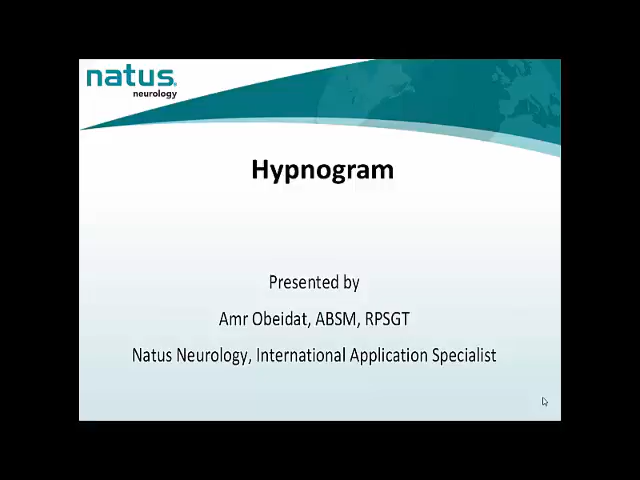 natus
neurology
Hypnogram
Presented by
Amr Obeidat, ABSM, RPSGT
Natus Neurology, International Application Specialist